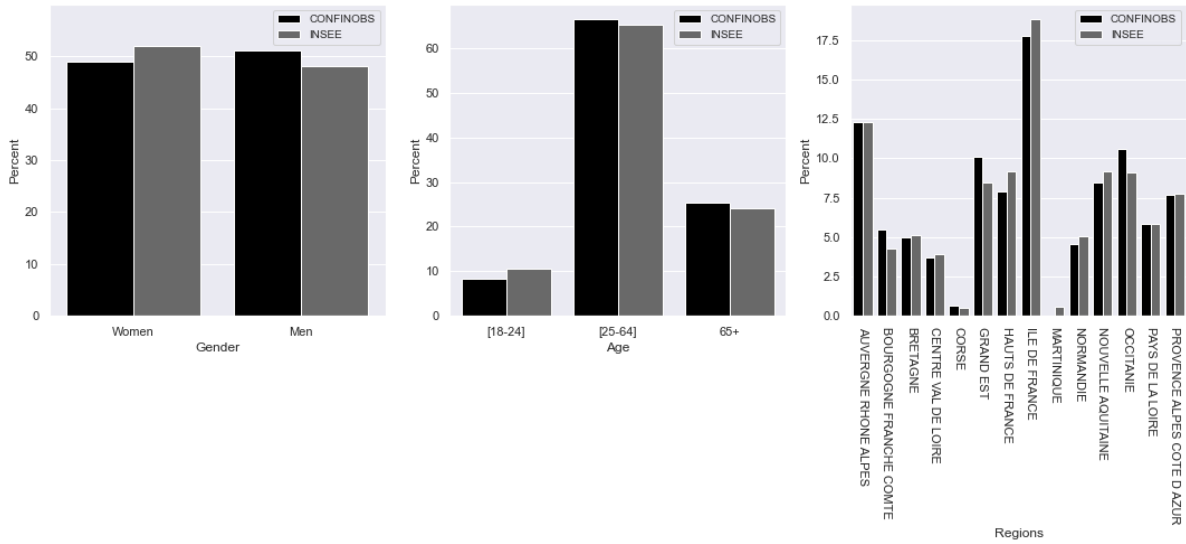 CONFINOBS
INSEE
50
40
30
20
10
0
Percent
Women
Men
Gender
CONFINOBS
INSEE
60
50
40
30
20
10
0
Percent
[18-24]
[25-64]
65+
Age
CONFINOBS
INSEE
17.5
15.0
12.5
10.0
7.5
5.0
2.5
0.0
Percent
AUVERGNE RHONE ALPES
BOURGOGNE FRANCHE COMTE
BRETAGNE
CENTRE VAL DE LOIRE
CORSE
GRAND EST
HAUTS DE FRANCE
ILE DE FRANCE
MARTINIQUE
NORMANDIE
NOUVELLE AQUITAINE
OCCITANIE
PAYS DE LA LOIRE
PROVENCE ALPES COTE D AZUR
Regions